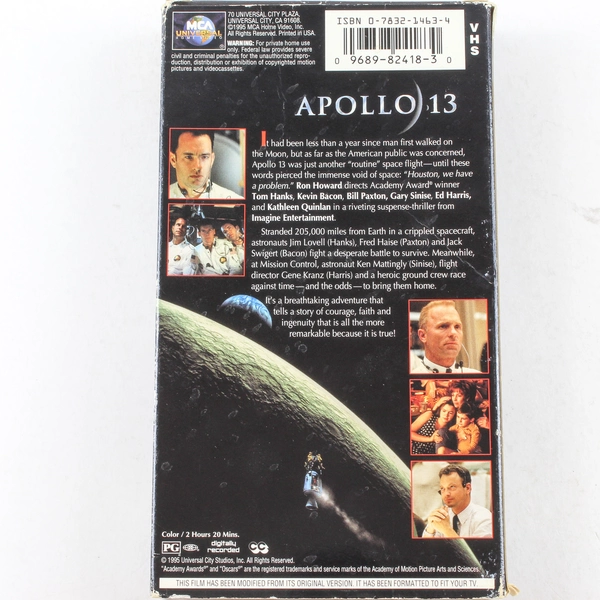 MCA
UNIVERSAL
70 UNIVERSAL CITY PLAZA,
UNIVERSAL CITY, CA 91608.
©1995 MCA Home Video, Inc.
All Rights Reserved. Printed in USA.
WARNING: For private home use
only. Federal law provides severe
civil and criminal penalties for the unauthorized repro-
duction, distribution or exhibition of copyrighted motion
pictures and videocassettes.
ISBN 0-7832-1463-4
0 9689-82418-3 0
VHS
APOLLO 13
It had been less than a year since man first walked on
the Moon, but as far as the American public was concerned,
Apollo 13 was just another “routine” space flight—until these
words pierced the immense void of space: “Houston, we have
a problem.” Ron Howard directs Academy Award® winner
Tom Hanks, Kevin Bacon, Bill Paxton, Gary Sinise, Ed Harris,
and Kathleen Quinlan in a riveting suspense-thriller from
Imagine Entertainment.
Stranded 205,000 miles from Earth in a crippled spacecraft,
astronauts Jim Lovell (Hanks), Fred Haise (Paxton) and Jack
Swigert (Bacon) fight a desperate battle to survive. Meanwhile,
at Mission Control, astronaut Ken Mattingly (Sinise), flight
director Gene Kranz (Harris) and a heroic ground crew race
against time—and the odds—to bring them home.
It's a breathtaking adventure that
tells a story of courage, faith and
ingenuity that is all the more
remarkable because it is true!
Color / 2 Hours 20 Mins.
PG digitally recorded CC
© 1995 Universal City Studios, Inc. All Rights Reserved.
"Academy Awards®" and "Oscars®" are the registered trademarks and service marks of the Academy of Motion Picture Arts and Sciences.
THIS FILM HAS BEEN MODIFIED FROM ITS ORIGINAL VERSION. IT HAS BEEN FORMATTED TO FIT YOUR TV.